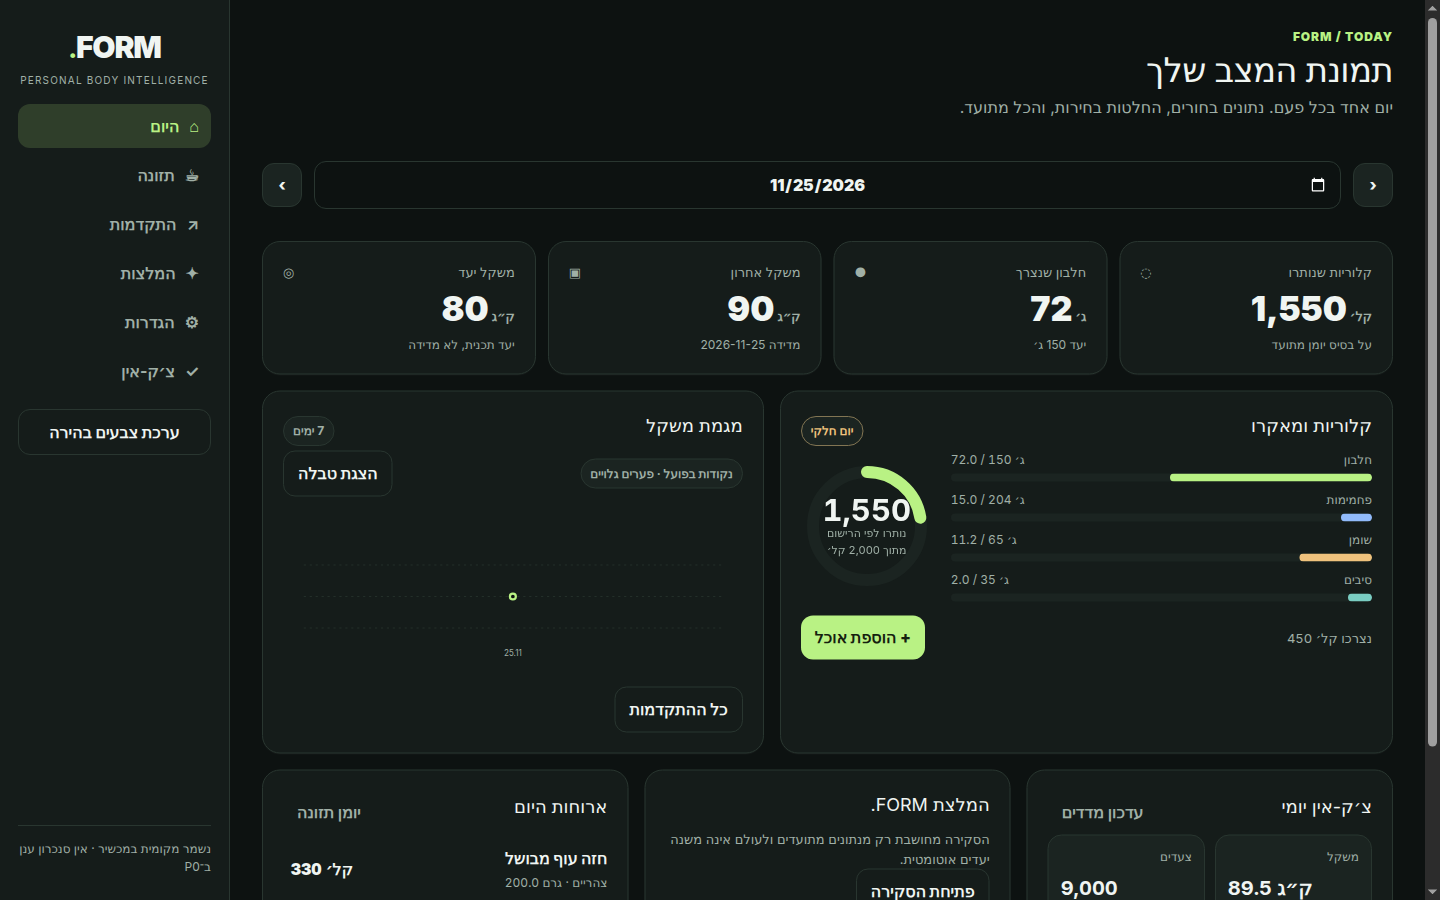 FORM.
PERSONAL BODY INTELLIGENCE
היום
תזונה
התקדמות
המלצות
הגדרות
צ׳ק-אין
ערכת צבעים בהירה
נשמר מקומית במכשיר · אין סנכרון ענן
ב־P0
FORM / TODAY
תמונת המצב שלך
יום אחד בכל פעם. נתונים בחורים, החלטות בחירות, והכל מתועד.
11/25/2026
קלוריות שנותרו
1,550 קל׳
על בסיס יומן מתועד
חלבון שנצרך
72 ג׳
יעד 150 ג׳
משקל אחרון
90 ק״ג
מדידה 2026-11-25
משקל יעד
80 ק״ג
יעד תכנית, לא מדידה
קלוריות ומאקרו
יום חלקי
חלבון
72.0 / 150 ג׳
פחמימות
15.0 / 204 ג׳
שומן
11.2 / 65 ג׳
סיבים
2.0 / 35 ג׳
1,550
נותרו לפי הרישום
מתוך 2,000 קל׳
נצרכו קל׳ 450
+ הוספת אוכל
מגמת משקל
7 ימים
נקודות בפועל · פערים גלויים
הצגת טבלה
25.11
כל ההתקדמות
צ׳ק-אין יומי
עדכון מדדים
משקל
89.5 ק״ג
צעדים
9,000
המלצת FORM.
הסקירה מחושבת רק מנתונים מתועדים ולעולם אינה משנה
יעדים אוטומטית.
פתיחת הסקירה
ארוחות היום
יומן תזונה
חזה עוף מבושל
צהריים · גרם 200.0
330 קל׳